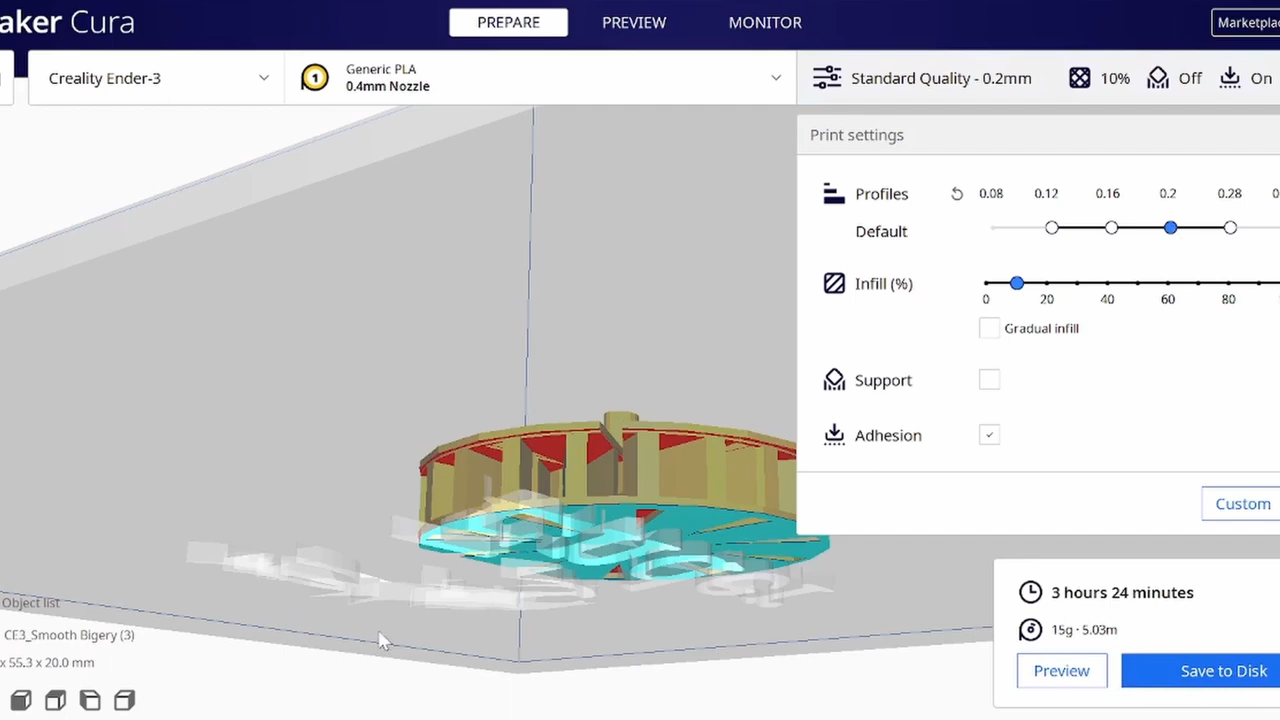 aker Cura
PREPARE
PREVIEW
MONITOR
Marketplac
Creality Ender-3
1
Generic PLA
0.4mm Nozzle
Standard Quality - 0.2mm
10%
Off
On
Print settings
Profiles
0.08 0.12 0.16 0.2 0.28 0
Default
Infill (%)
0 20 40 60 80
Gradual infill
Support
Adhesion
Custom
Object list
CE3_Smooth Bigery (3)
x 55.3 x 20.0 mm
3 hours 24 minutes
15g · 5.03m
Preview
Save to Disk